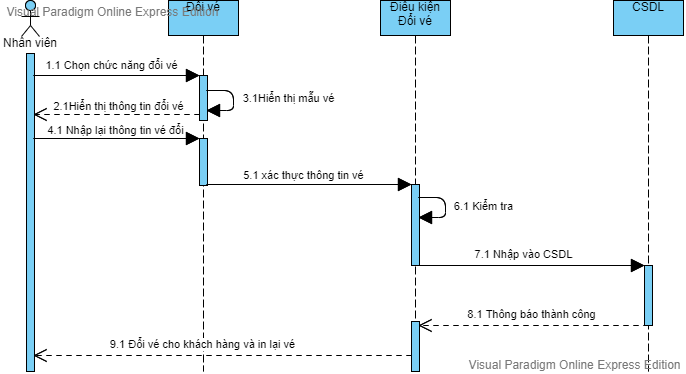 Visual Paradigm Online Express Edition
Đổi vé
Điều kiện
Đổi vé
CSDL
Nhân viên
1.1 Chọn chức năng đổi vé
3.1Hiển thị mẫu vé
2.1Hiển thị thông tin đổi vé
4.1 Nhập lại thông tin vé đổi
5.1 xác thực thông tin vé
6.1 Kiểm tra
7.1 Nhập vào CSDL
8.1 Thông báo thành công
9.1 Đổi vé cho khách hàng và in lại vé
Visual Paradigm Online Express Edition